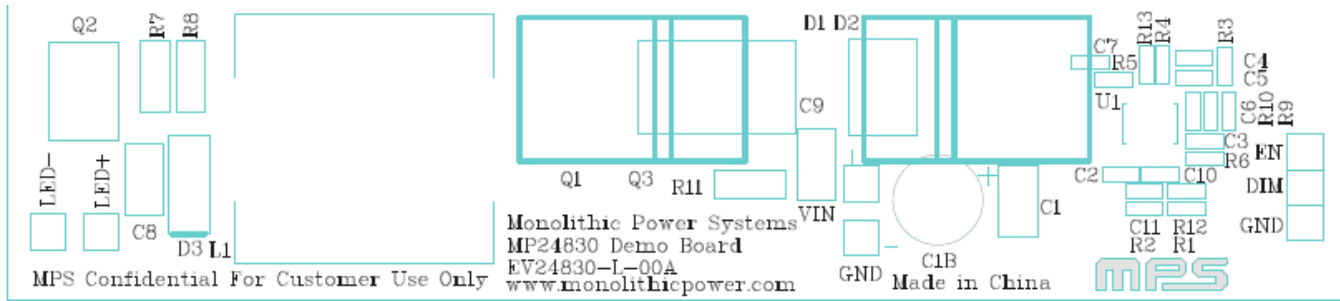 Q2
R7
R8
D1 D2
R13
R4
R3
C7
R5
C4
C5
U1
C9
C6
R10
R9
C3
R6
EN
DIM
GND
C2
C10
LED-
LED+
Q1
Q3
R11
VIN
+
+
C1
C8
D3
L1
Monolithic Power Systems
MP24830 Demo Board
EV24830-L-00A
www.monolithicpower.com
-
GND
C1B
C11
R12
R2
R1
MPS Confidential For Customer Use Only
Made in China
MPS